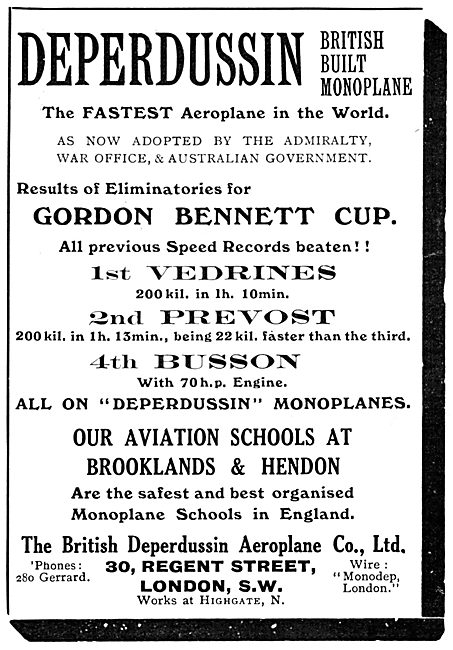 DEPERDUSSIN
BRITISH
BUILT
MONOPLANE
The FASTEST Aeroplane in the World.
AS NOW ADOPTED BY THE ADMIRALTY,
WAR OFFICE, & AUSTRALIAN GOVERNMENT.
Results of Eliminatories for
GORDON BENNETT CUP.
All previous Speed Records beaten!!
1st VEDRINES
200 kil. in 1h. 10min.
2nd PREVOST
200 kil. in 1h. 13min., being 22 kil. faster than the third.
4th BUSSON
With 70 h.p. Engine.
ALL ON "DEPERDUSSIN" MONOPLANES.
OUR AVIATION SCHOOLS AT
BROOKLANDS & HENDON
Are the safest and best organised
Monoplane Schools in England.
The British Deperdussin Aeroplane Co., Ltd.
'Phones:
280 Gerrard.
30, REGENT STREET,
LONDON, S.W.
Works at HIGHGATE, N.
Wire:
"Monodep,
London."